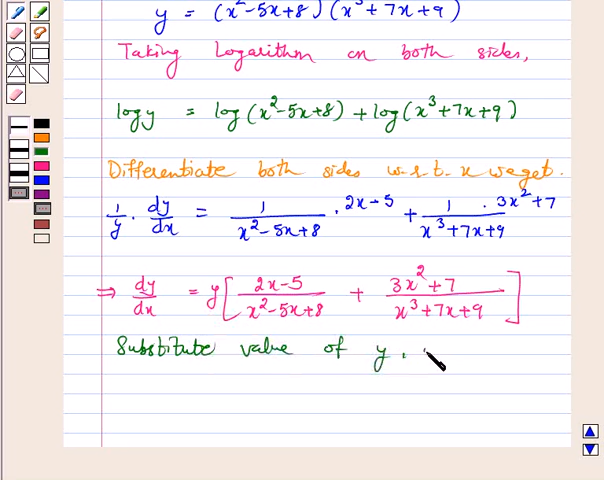 y = (x²-5x+8)(x³+7x+9)
Taking Logarithm on both sides,
log y = log(x²-5x+8) + log(x³+7x+9)
Differentiate both sides w.r.t. x we get.
1/y . dy/dx = 1/(x²-5x+8) . 2x-5 + 1/(x³+7x+9) . 3x²+7
⇒ dy/dx = y[(2x-5)/(x²-5x+8) + (3x²+7)/(x³+7x+9)]
Substitute value of y.